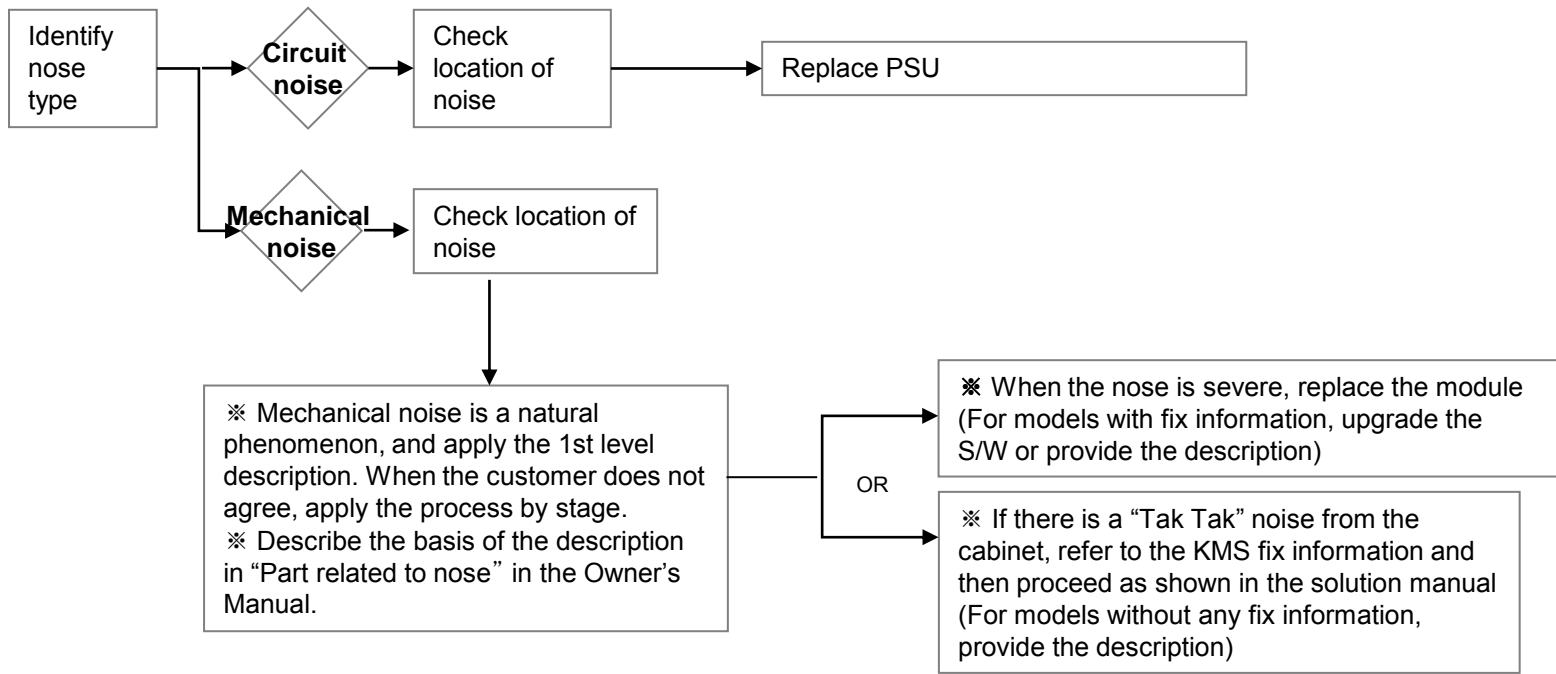 Identify
nose
type
Circuit
noise
Check
location of
noise
Replace PSU
Mechanical
noise
Check location of
noise
※ Mechanical noise is a natural
phenomenon, and apply the 1st level
description. When the customer does not
agree, apply the process by stage.
※ Describe the basis of the description
in “Part related to nose” in the Owner’s
Manual.
OR
※ When the nose is severe, replace the module
(For models with fix information, upgrade the
S/W or provide the description)
※ If there is a “Tak Tak” noise from the
cabinet, refer to the KMS fix information and
then proceed as shown in the solution manual
(For models without any fix information,
provide the description)